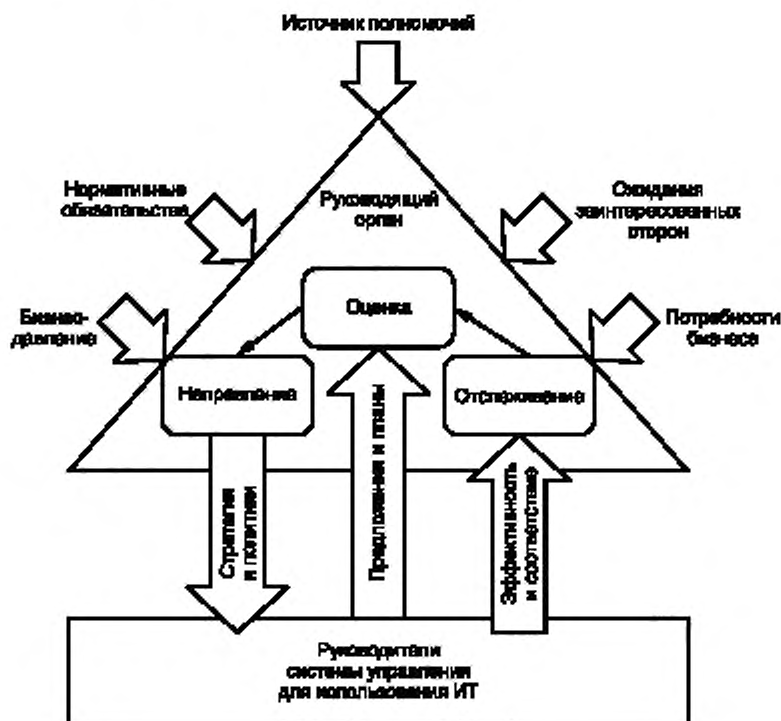 Источник полномочий
Нормативные
обязательства
Руководящий
орган
Ожидания
заинтересованных
сторон
Бизнес-
давление
Оценка
Потребности
бизнеса
Направление
Отслеживание
Стратегия
и политики
Предложения и планы
Эффективность
и соответствие
Руководители
системы управления
для использования ИТ